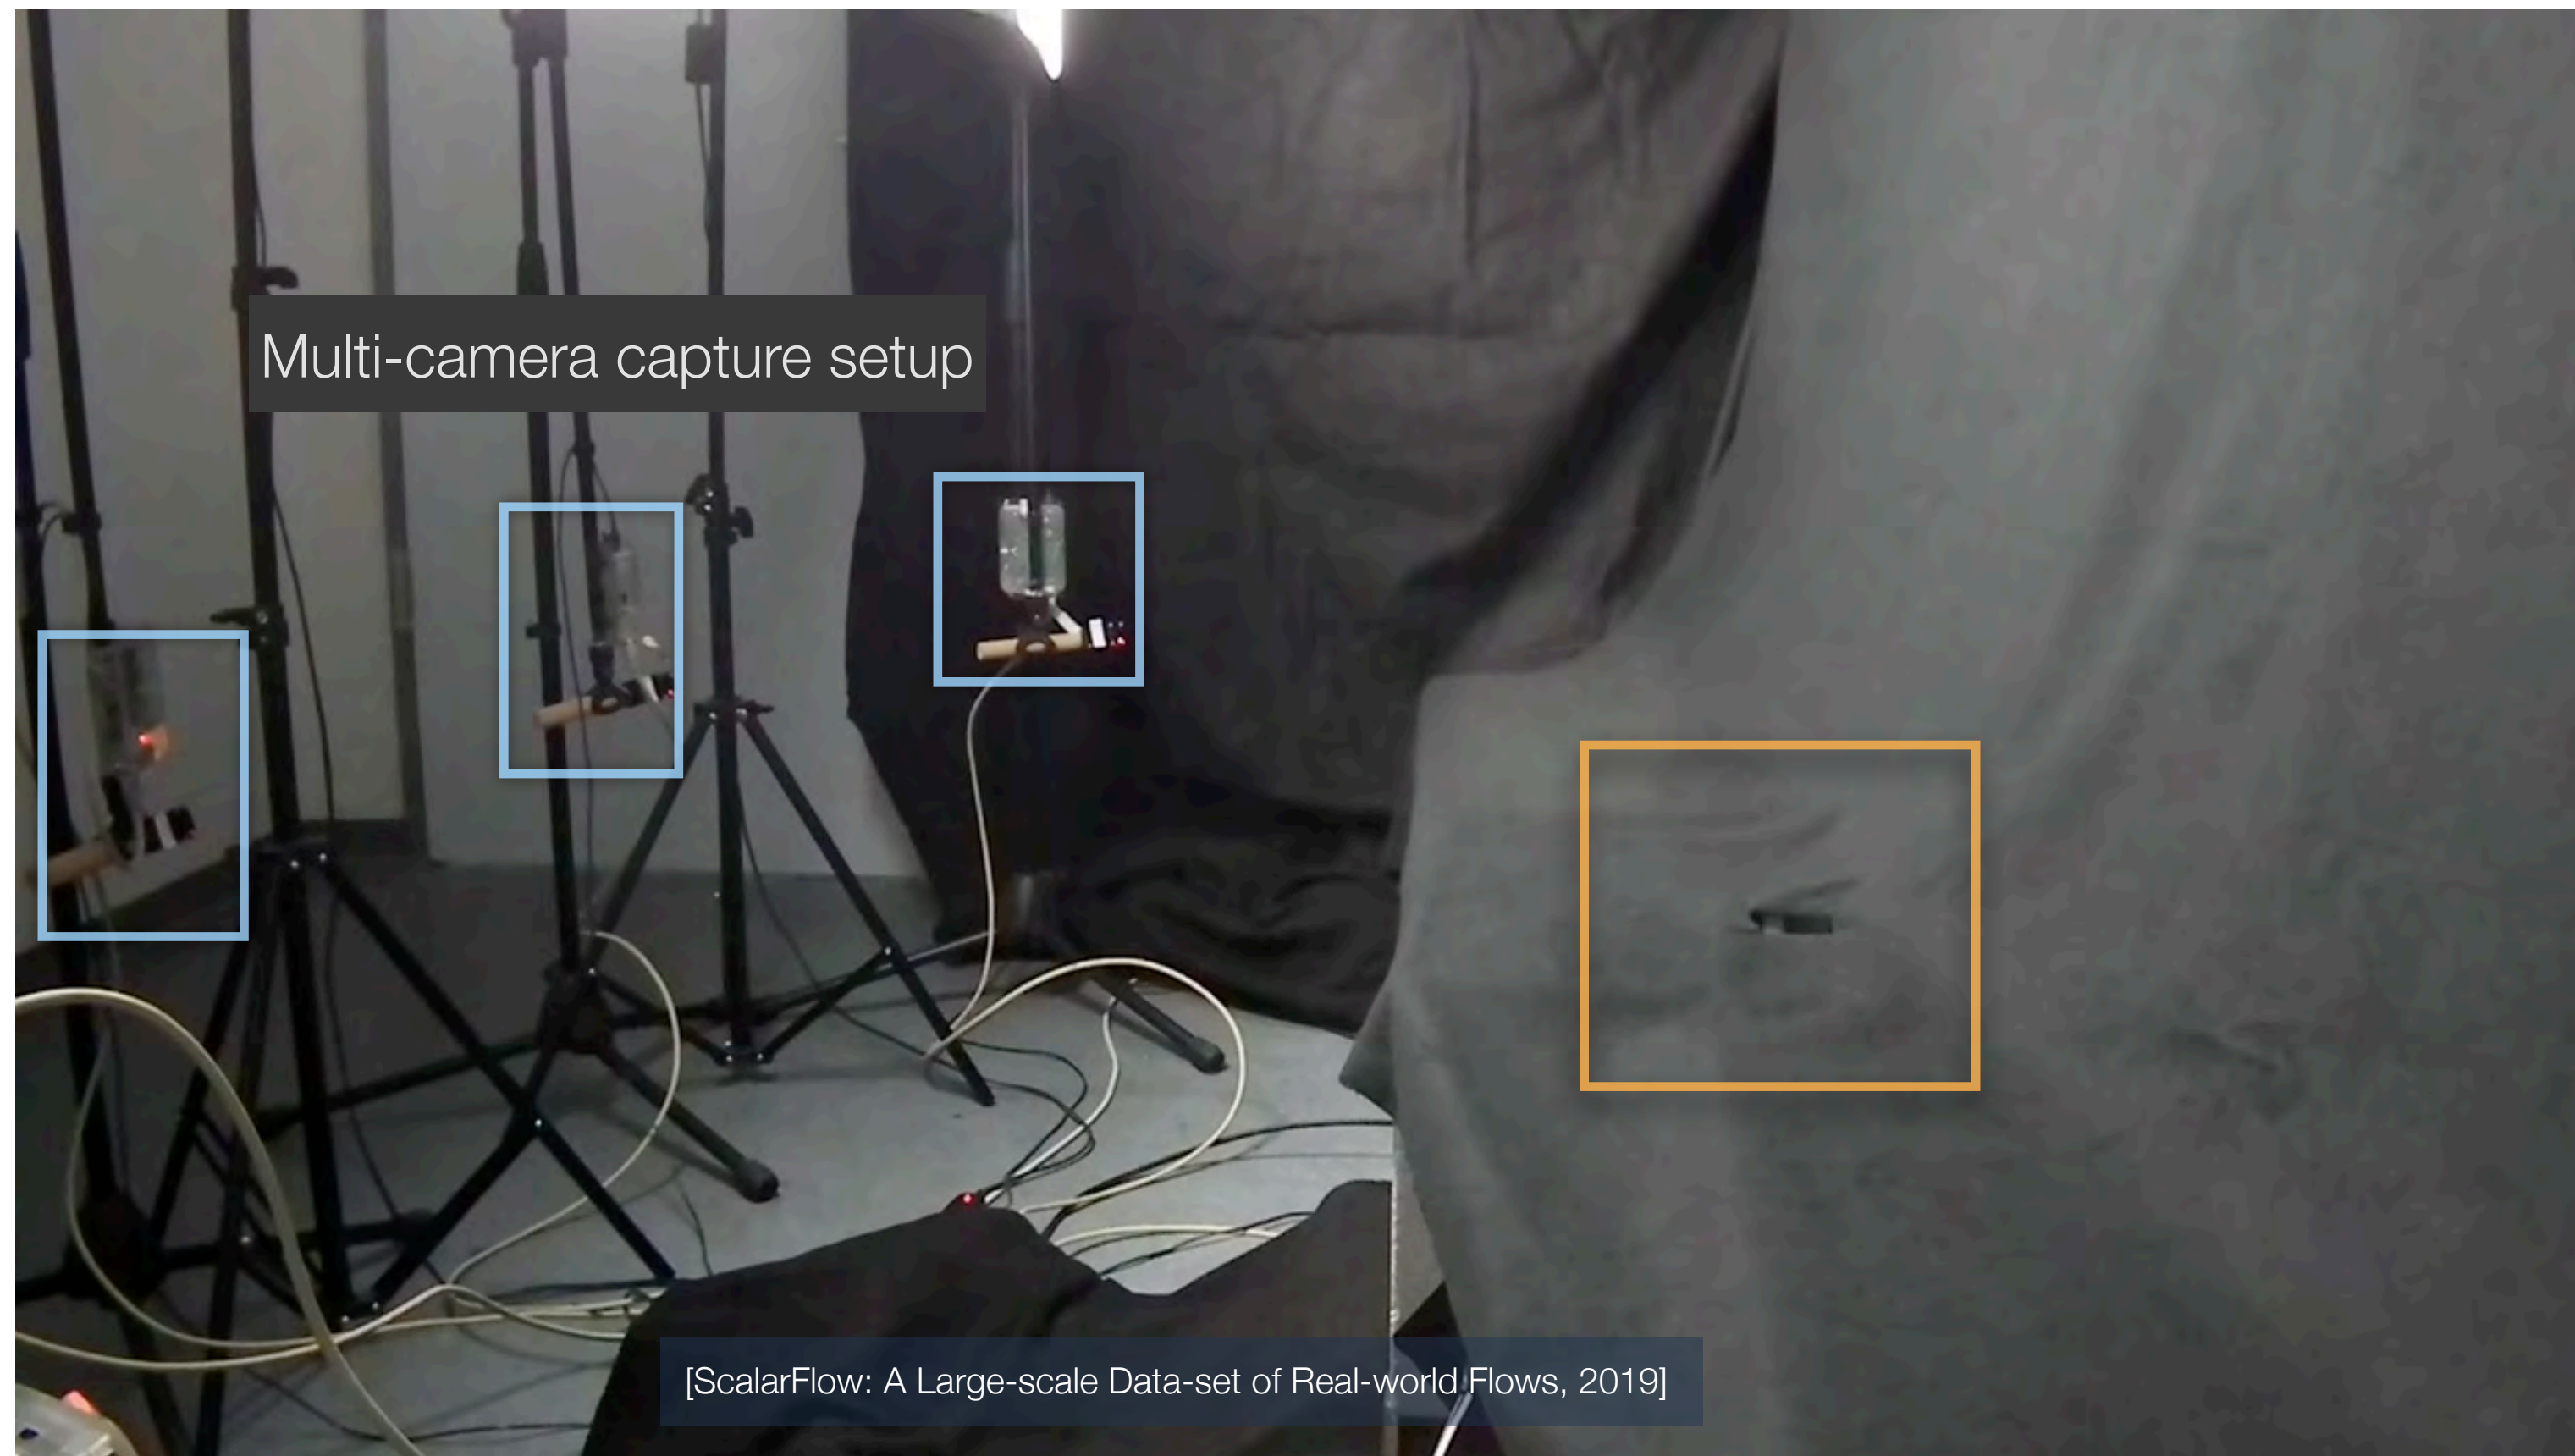 Multi-camera capture setup
[ScalarFlow: A Large-scale Data-set of Real-world Flows, 2019]